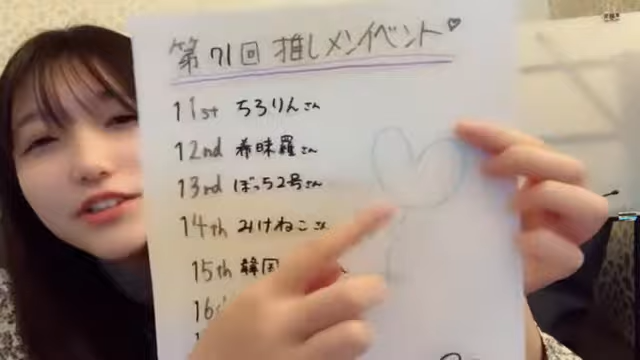 第71回 推しメンイベント♡
11st ちろりんさん
12nd 希昧羅さん
13rd ぼっち2号さん
14th みけねこさん
15th 韓国
16